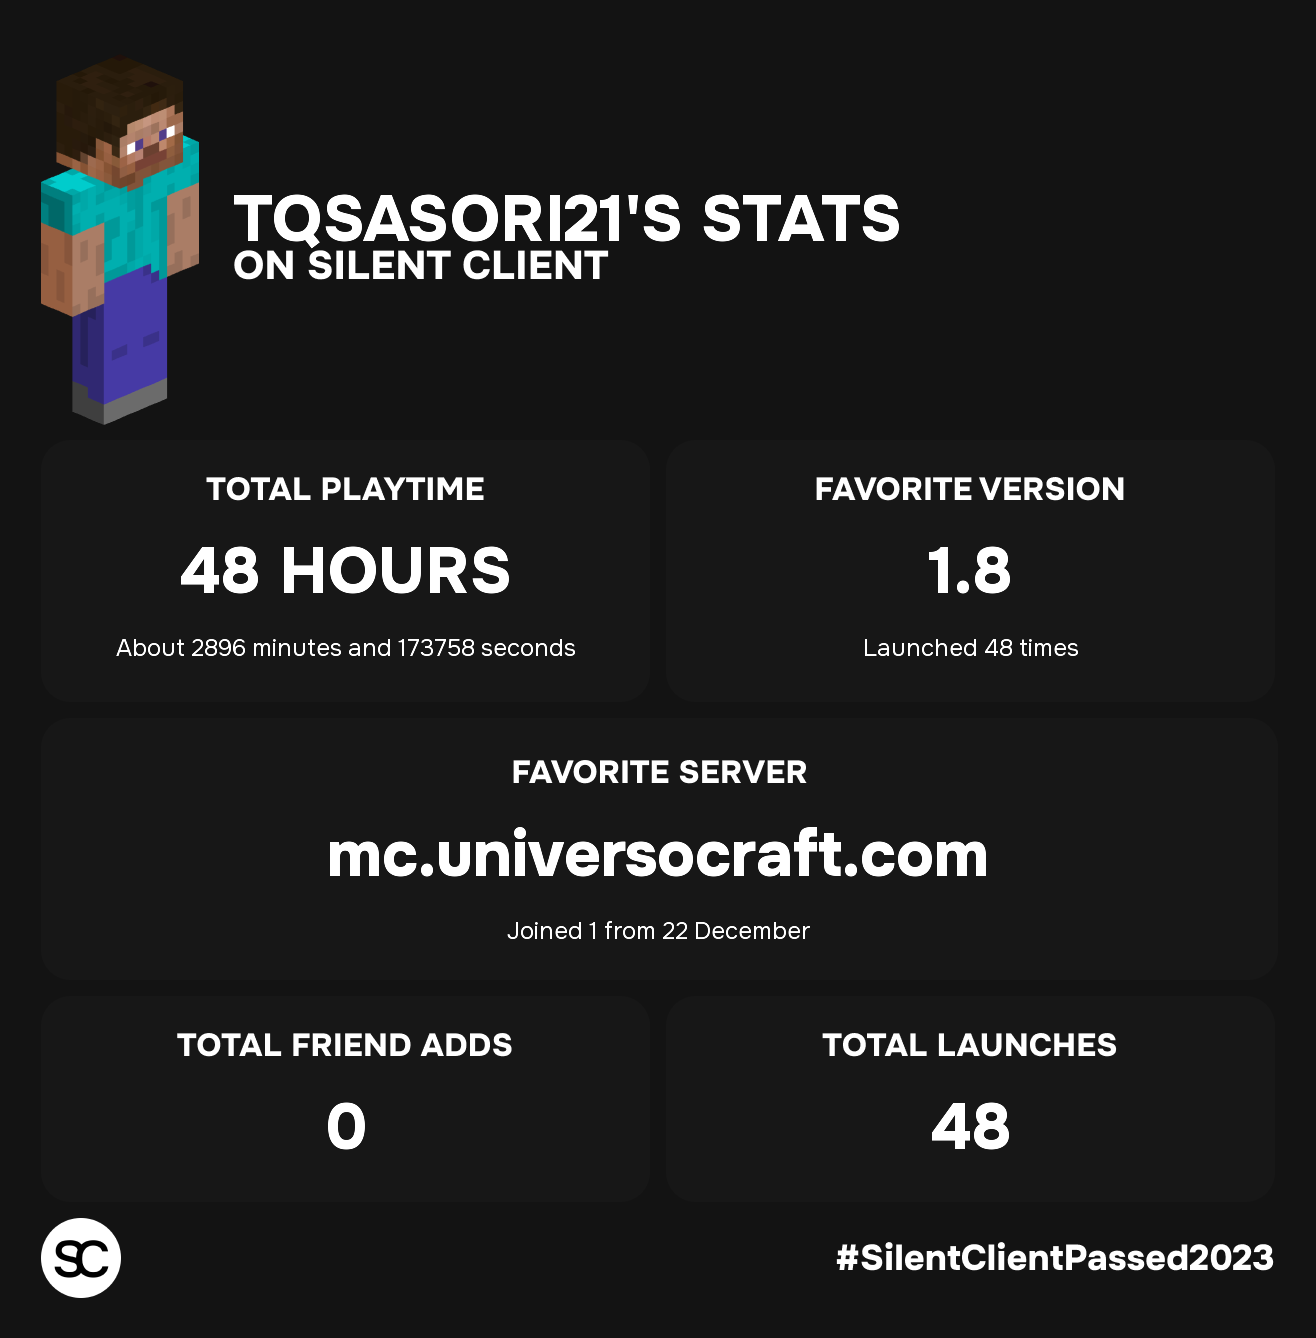 TQSASORI21'S STATS
ON SILENT CLIENT
TOTAL PLAYTIME
48 HOURS
About 2896 minutes and 173758 seconds
FAVORITE VERSION
1.8
Launched 48 times
FAVORITE SERVER
mc.universocraft.com
Joined 1 from 22 December
TOTAL FRIEND ADDS
0
TOTAL LAUNCHES
48
SC
#SilentClientPassed2023